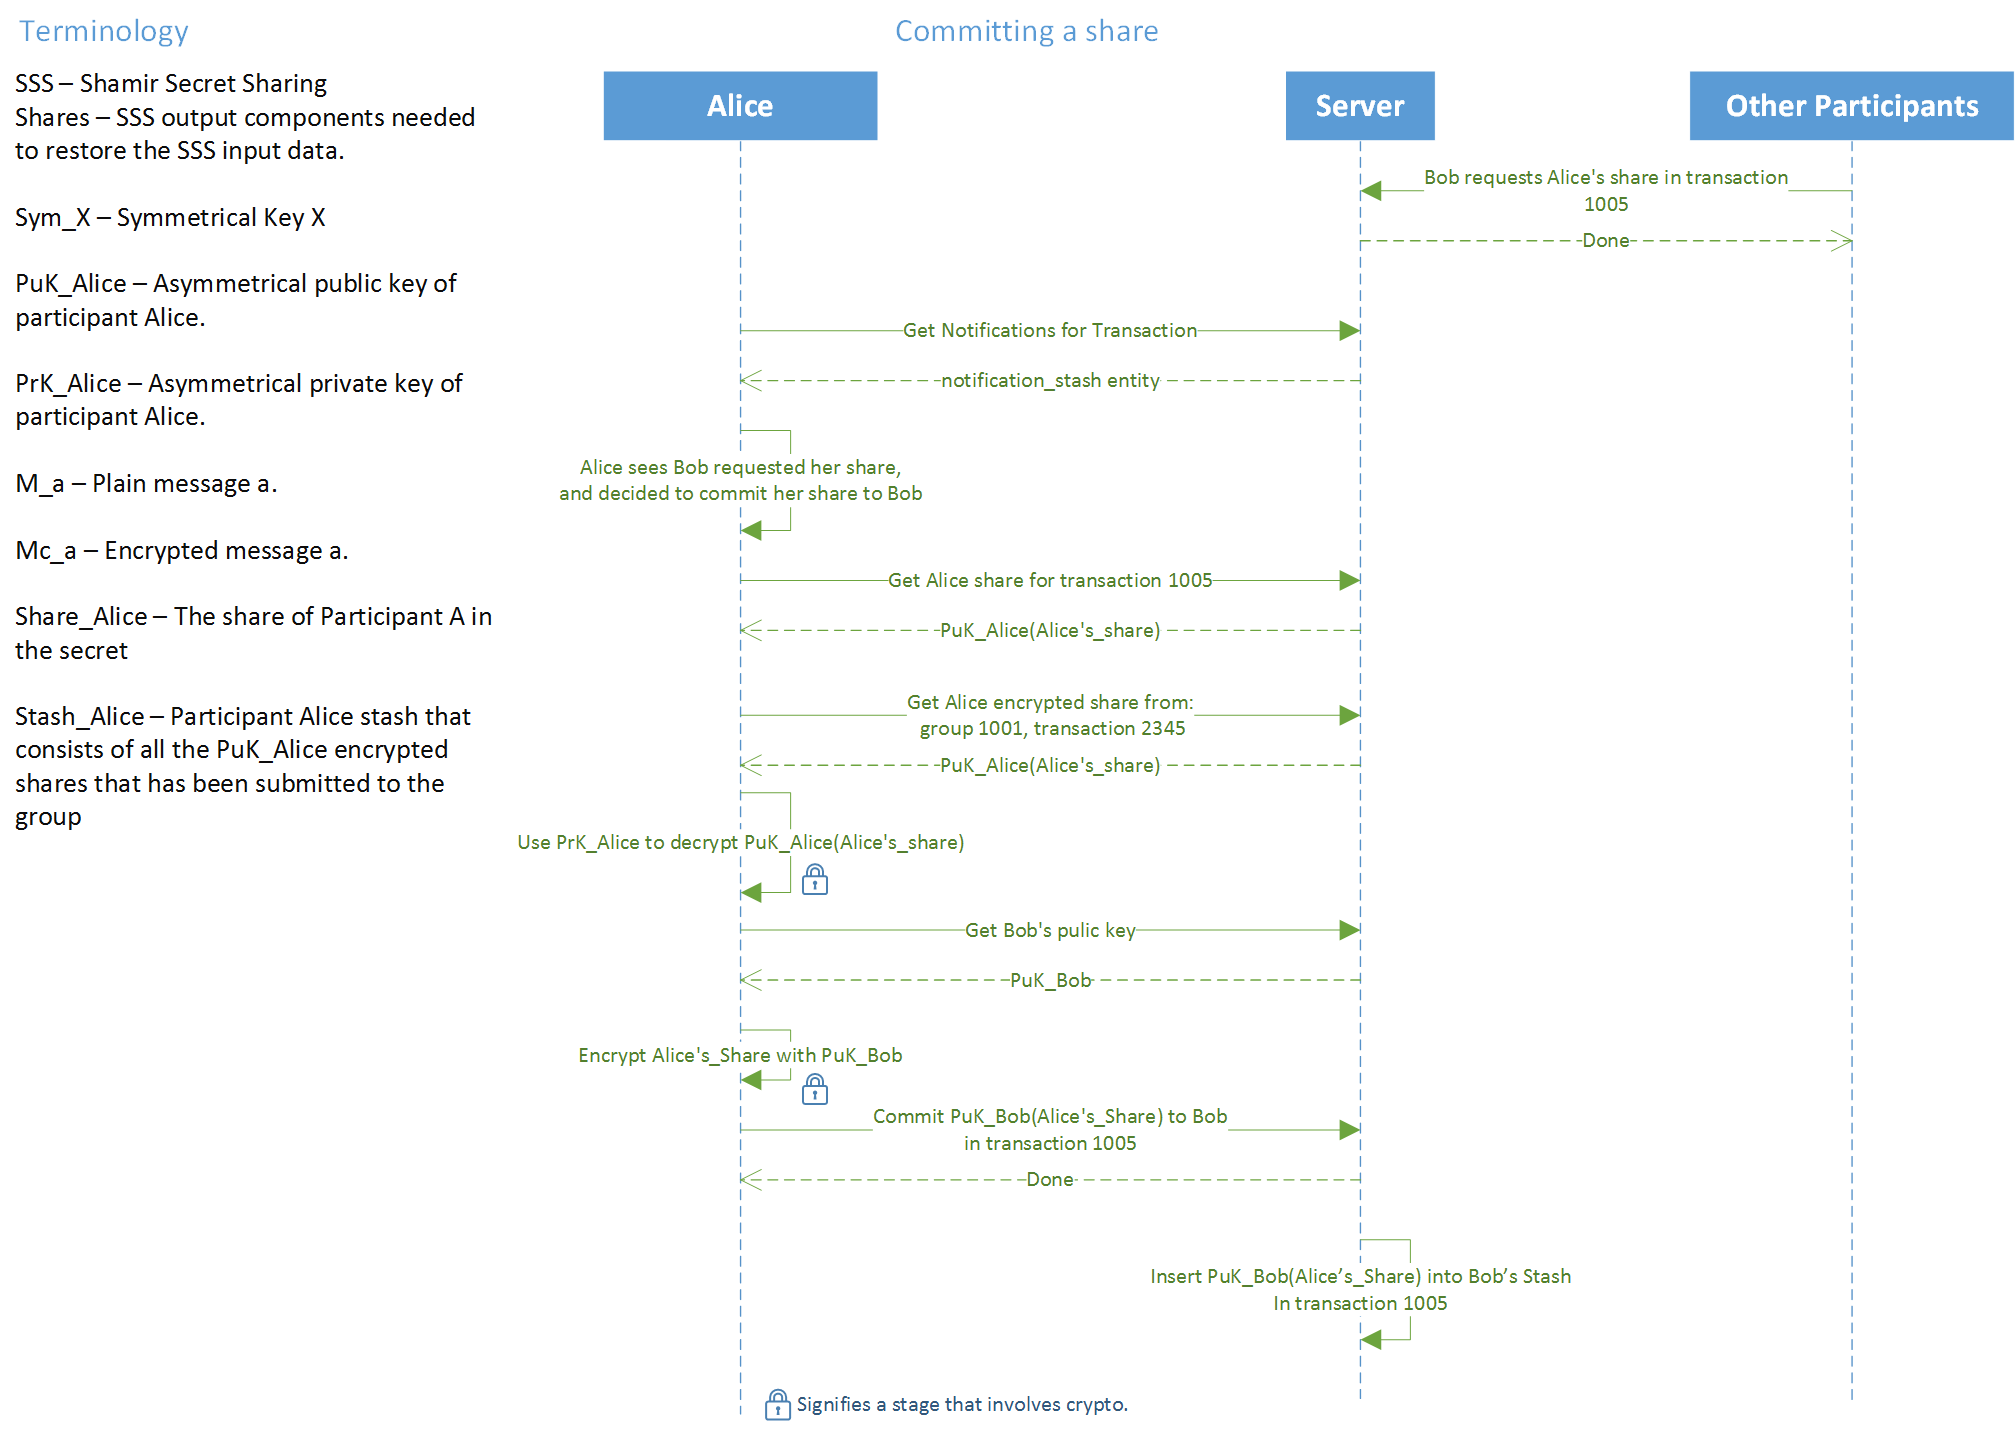 Terminology
SSS – Shamir Secret Sharing
Shares – SSS output components needed
to restore the SSS input data.
Sym_X – Symmetrical Key X
PuK_Alice – Asymmetrical public key of
participant Alice.
PrK_Alice – Asymmetrical private key of
participant Alice.
M_a – Plain message a.
Mc_a – Encrypted message a.
Share_Alice – The share of Participant A in
the secret
Stash_Alice – Participant Alice stash that
consists of all the PuK_Alice encrypted
shares that has been submitted to the
group
Committing a share
Alice
Server
Other Participants
Bob requests Alice's share in transaction
1005
Done
Get Notifications for Transaction
notification_stash entity
Alice sees Bob requested her share,
and decided to commit her share to Bob
Get Alice share for transaction 1005
PuK_Alice(Alice's_share)
Get Alice encrypted share from:
group 1001, transaction 2345
PuK_Alice(Alice's_share)
Use PrK_Alice to decrypt PuK_Alice(Alice's_share)
Get Bob's pulic key
PuK_Bob
Encrypt Alice's_Share with PuK_Bob
Commit PuK_Bob(Alice's_Share) to Bob
in transaction 1005
Done
Insert PuK_Bob(Alice’s_Share) into Bob’s Stash
In transaction 1005
Signifies a stage that involves crypto.